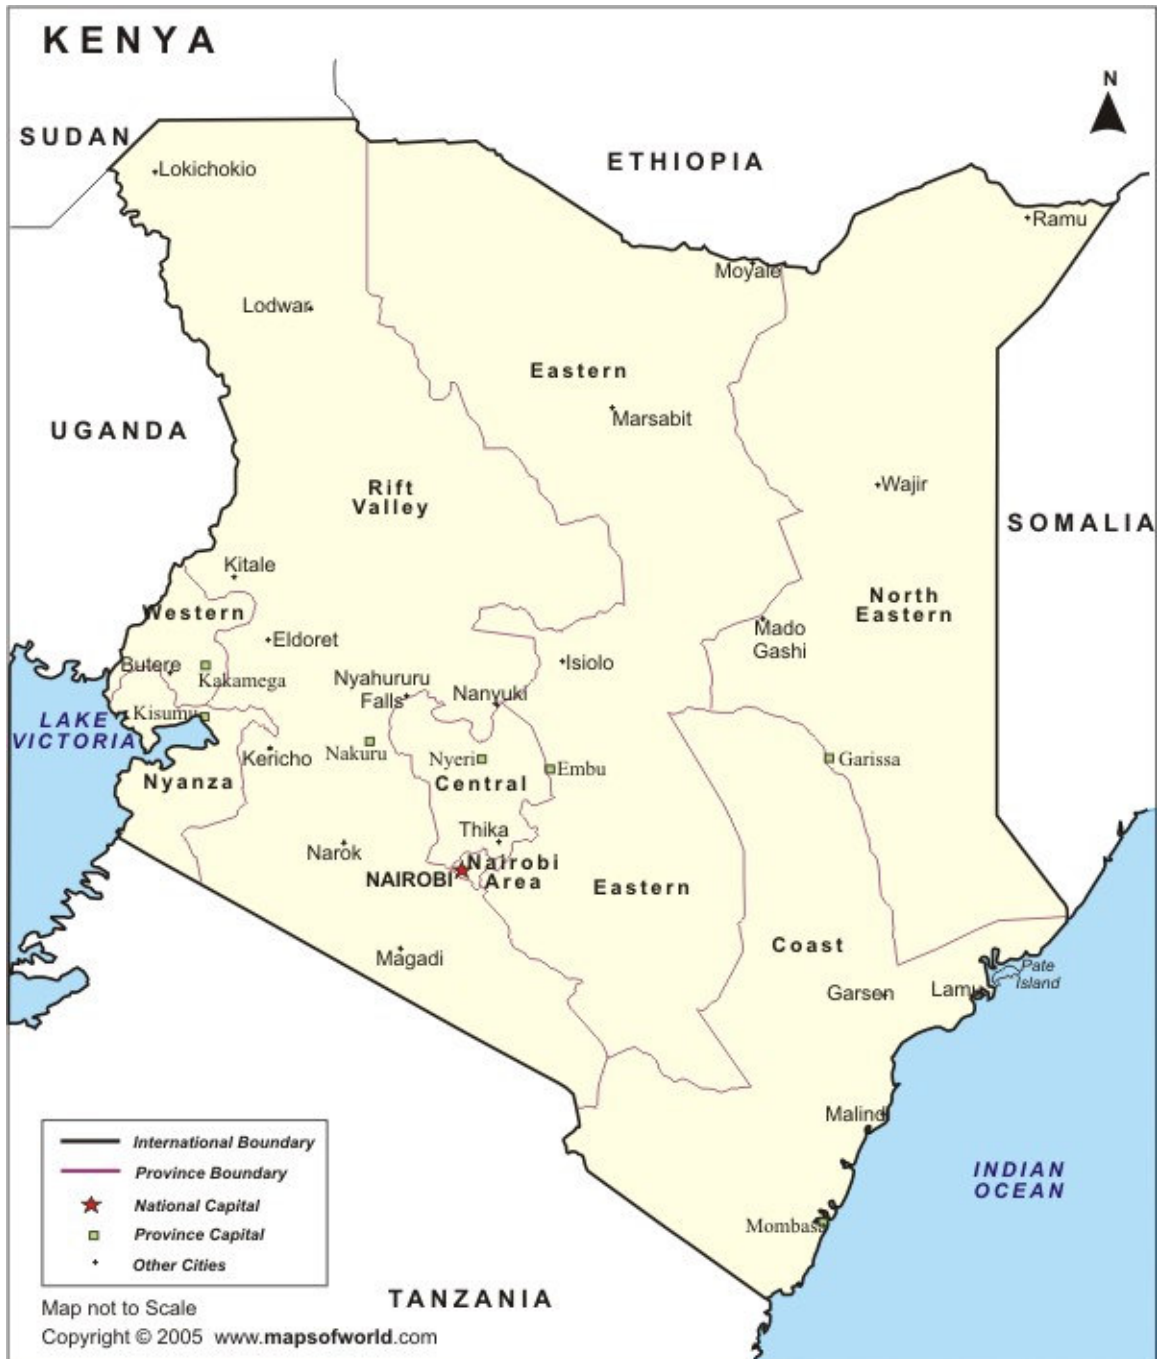 KENYA
N
SUDAN
ETHIOPIA
Lokichokio
Ramu
Moyale
Lodwar
Eastern
Marsabit
UGANDA
Wajir
Rift
Valley
SOMALIA
Kitale
North
Eastern
Western
Mado
Gashi
Eldoret
Isiolo
Butere
Kakamega
Nyahururu
Falls
Nanyuki
Kisumu
LAKE
VICTORIA
Kericho
Nakuru
Nyeri
Embu
Garissa
Nyanza
Central
Thika
Narok
Nairobi
Area
NAIROBI
Eastern
Coast
Magadi
Pate
Island
Garsen
Lamu
Malindi
International Boundary
Province Boundary
National Capital
Province Capital
Other Cities
INDIAN
OCEAN
Mombasa
TANZANIA
Map not to Scale
Copyright © 2005 www.mapsofworld.com